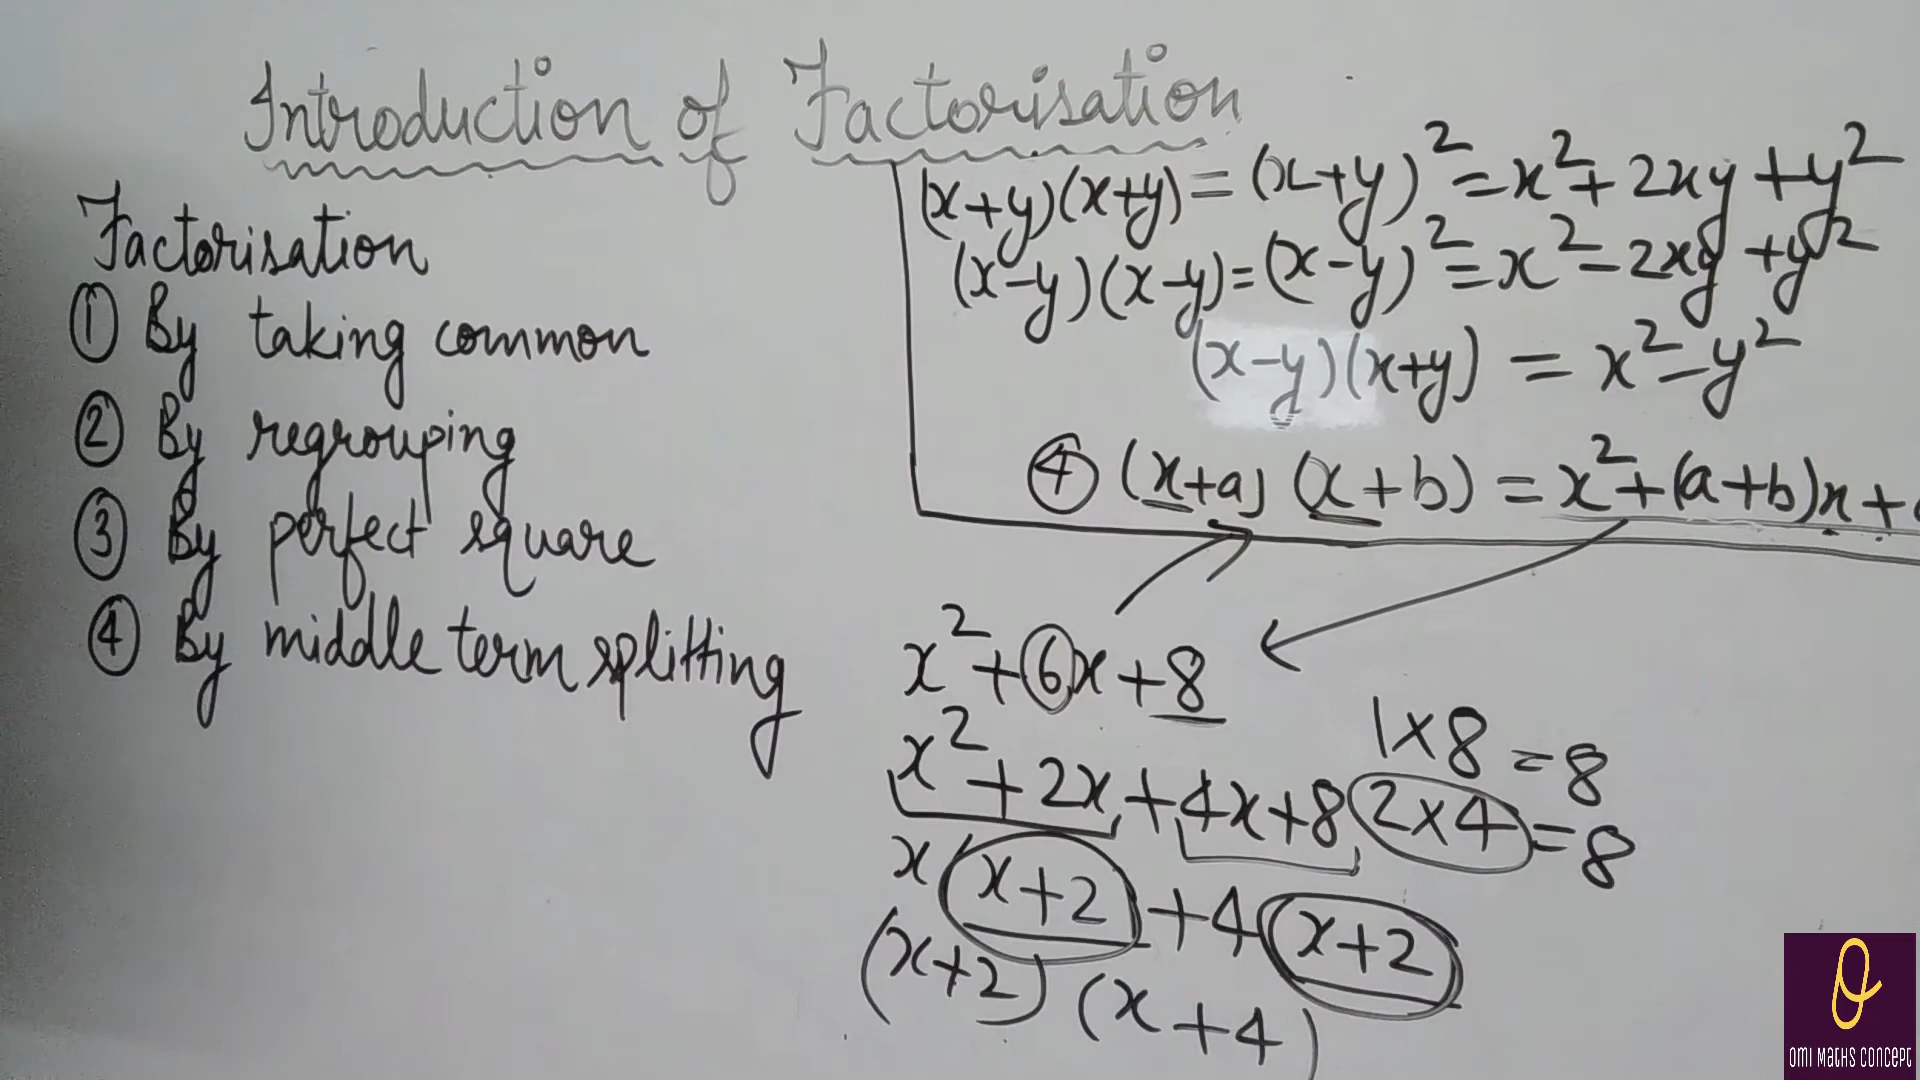 Introduction of Factorisation
Factorisation
① By taking common
② By regrouping
③ By perfect square
④ By middle term splitting
(x+y)(x+y) = (x+y)² = x² + 2xy + y²
(x-y)(x-y) = (x-y)² = x² - 2xy + y²
(x-y)(x+y) = x² - y²
④ (x+a) (x+b) = x² + (a+b)x +
x² + 6x + 8
x² + 2x + 4x + 8
1 × 8 = 8
2 × 4 = 8
x (x+2) + 4 (x+2)
(x+2) (x+4)
OMI MATHS CONCEPT